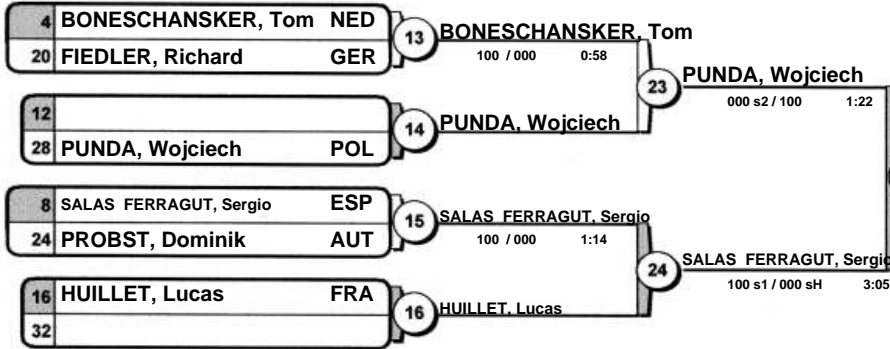 4 BONESCHANSKER, Tom NED
20 FIEDLER, Richard GER
13 BONESCHANSKER, Tom
100 / 000 0:58
12
28 PUNDA, Wojciech POL
14 PUNDA, Wojciech
23 PUNDA, Wojciech
000 s2 / 100 1:22
8 SALAS FERRAGUT, Sergio ESP
24 PROBST, Dominik AUT
15 SALAS FERRAGUT, Sergio
100 / 000 1:14
16 HUILLET, Lucas FRA
32
16 HUILLET, Lucas
24 SALAS FERRAGUT, Sergio
100 s1 / 000 sH 3:05